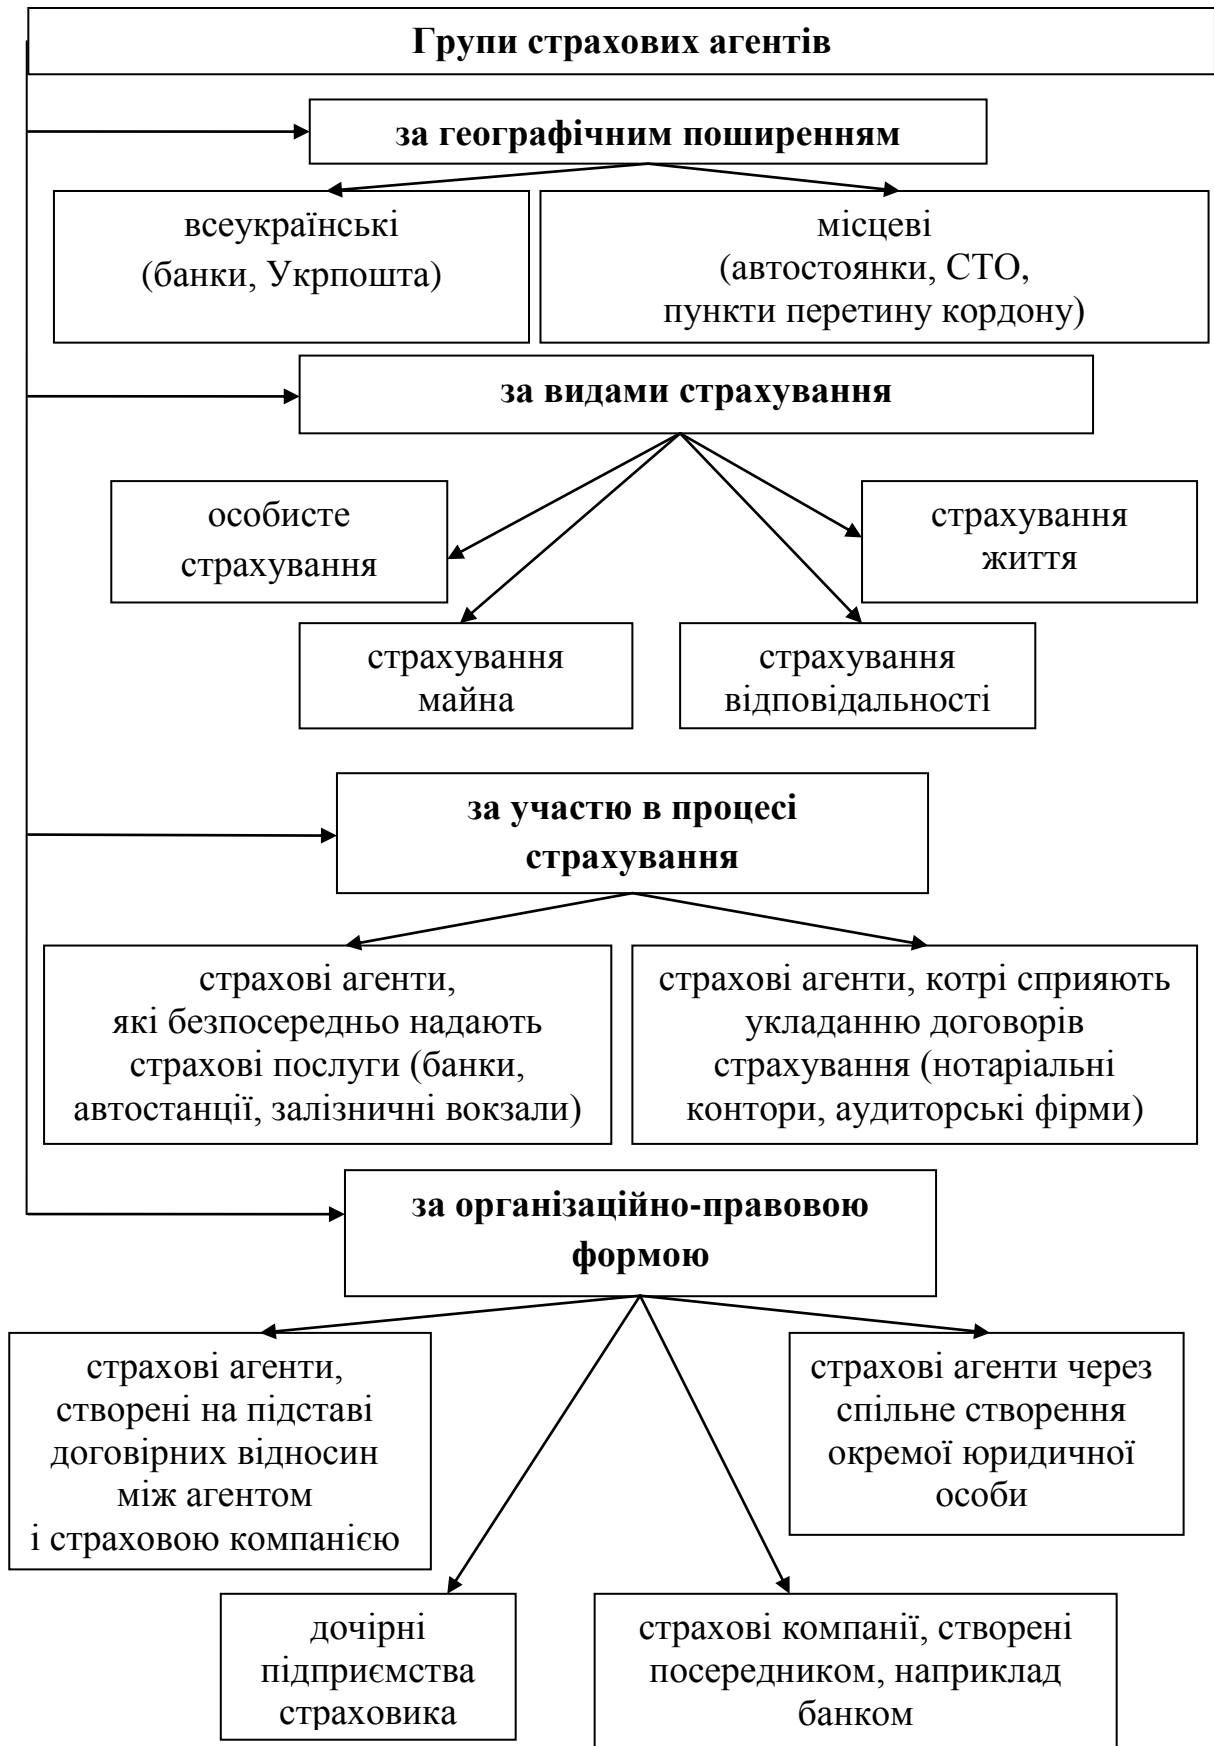 Групи страхових агентів
за географічним поширенням
всеукраїнські
(банки, Укрпошта)
місцеві
(автостоянки, СТО,
пункти перетину кордону)
за видами страхування
особисте
страхування
страхування
життя
страхування
майна
страхування
відповідальності
за участю в процесі
страхування
страхові агенти,
які безпосередньо надають
страхові послуги (банки,
автостанції, залізничні вокзали)
страхові агенти, котрі сприяють
укладанню договорів
страхування (нотаріальні
контори, аудиторські фірми)
за організаційно-правовою
формою
страхові агенти,
створені на підставі
договірних відносин
між агентом
і страховою компанією
страхові агенти через
спільне створення
окремої юридичної
особи
дочірні
підприємства
страховика
страхові компанії, створені
посередником, наприклад
банком